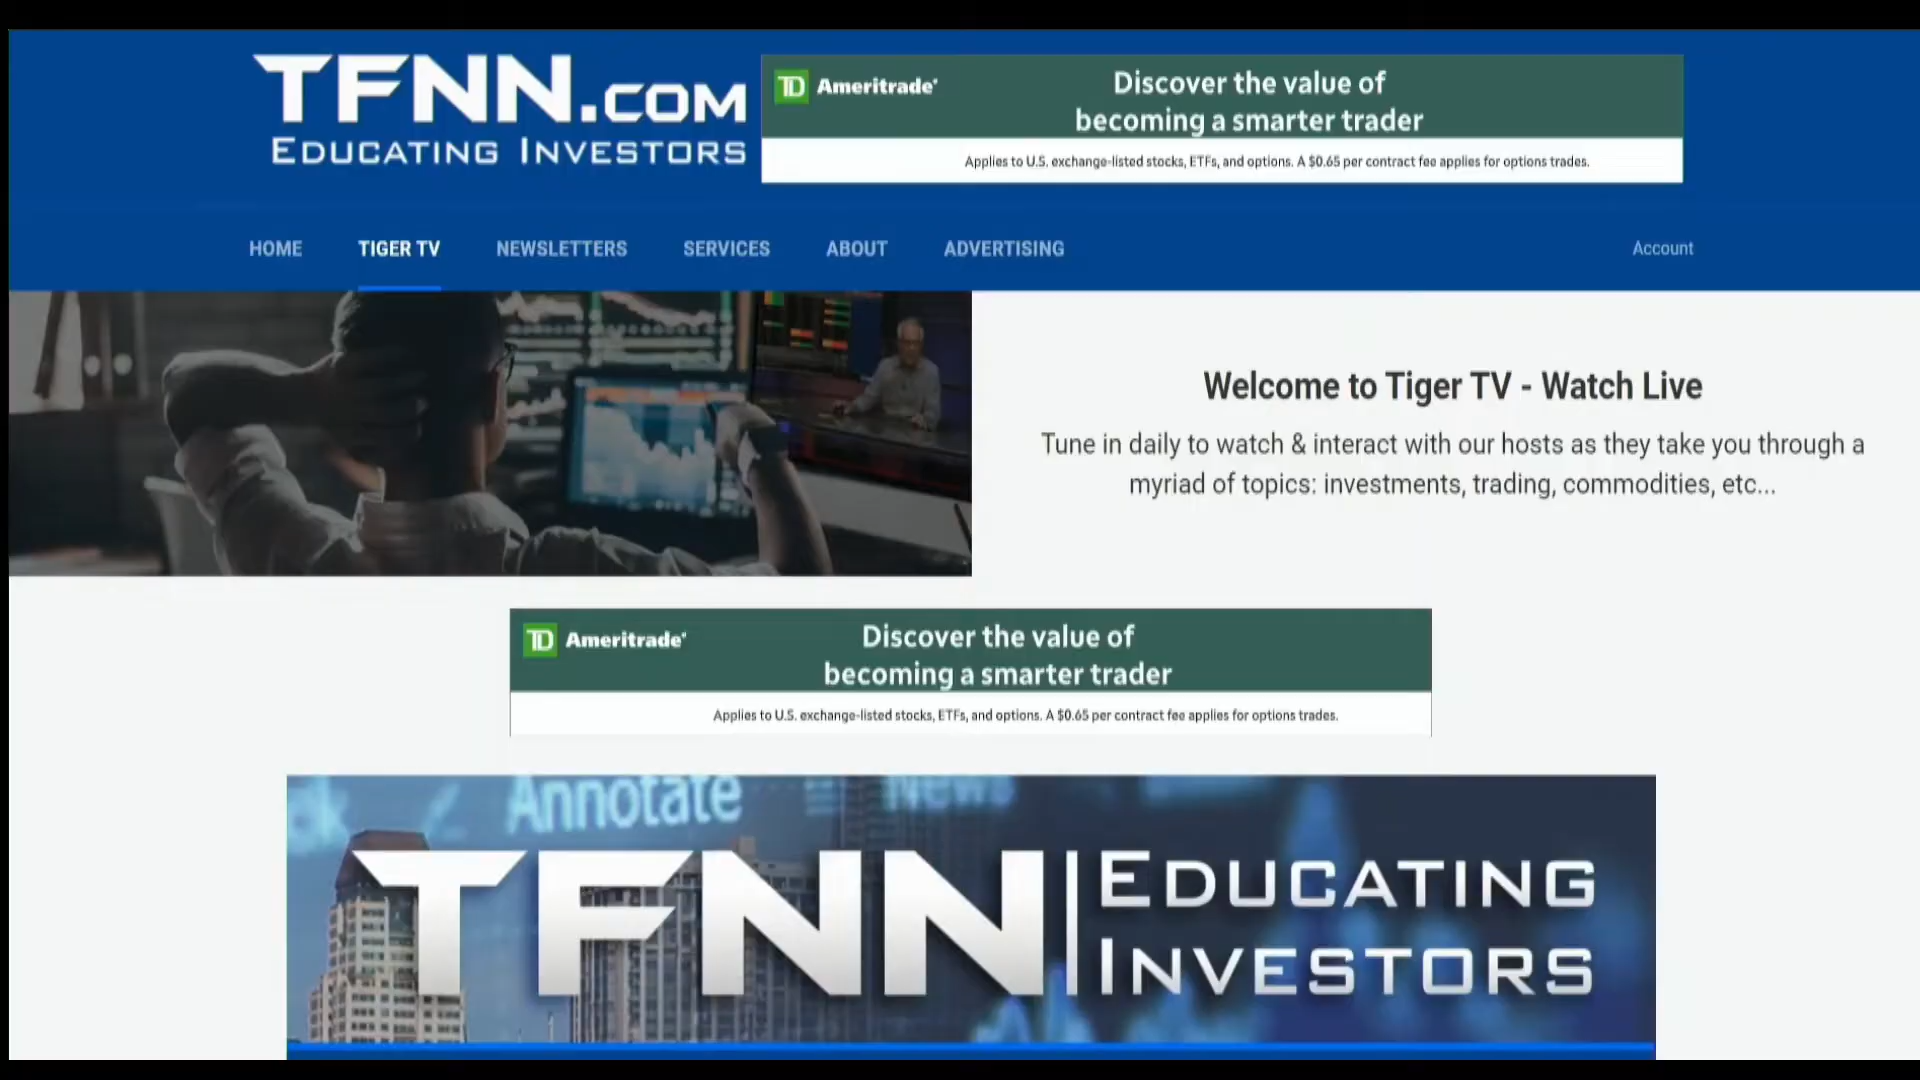 TFNN.COM
EDUCATING INVESTORS
TD Ameritrade
Discover the value of
becoming a smarter trader
Applies to U.S. exchange-listed stocks, ETFs, and options. A $0.65 per contract fee applies for options trades.
HOME TIGER TV NEWSLETTERS SERVICES ABOUT ADVERTISING Account
Welcome to Tiger TV - Watch Live
Tune in daily to watch & interact with our hosts as they take you through a
myriad of topics: investments, trading, commodities, etc...
TD Ameritrade
Discover the value of
becoming a smarter trader
Applies to U.S. exchange-listed stocks, ETFs, and options. A $0.65 per contract fee applies for options trades.
Annotate News
TFNN
EDUCATING
INVESTORS